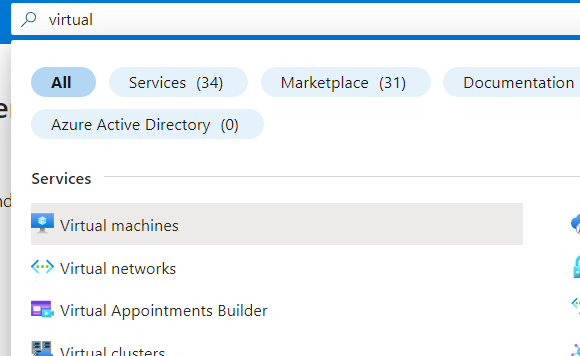 virtual
All Services (34) Marketplace (31) Documentation
Azure Active Directory (0)
Services
Virtual machines
Virtual networks
Virtual Appointments Builder
Virtual clusters